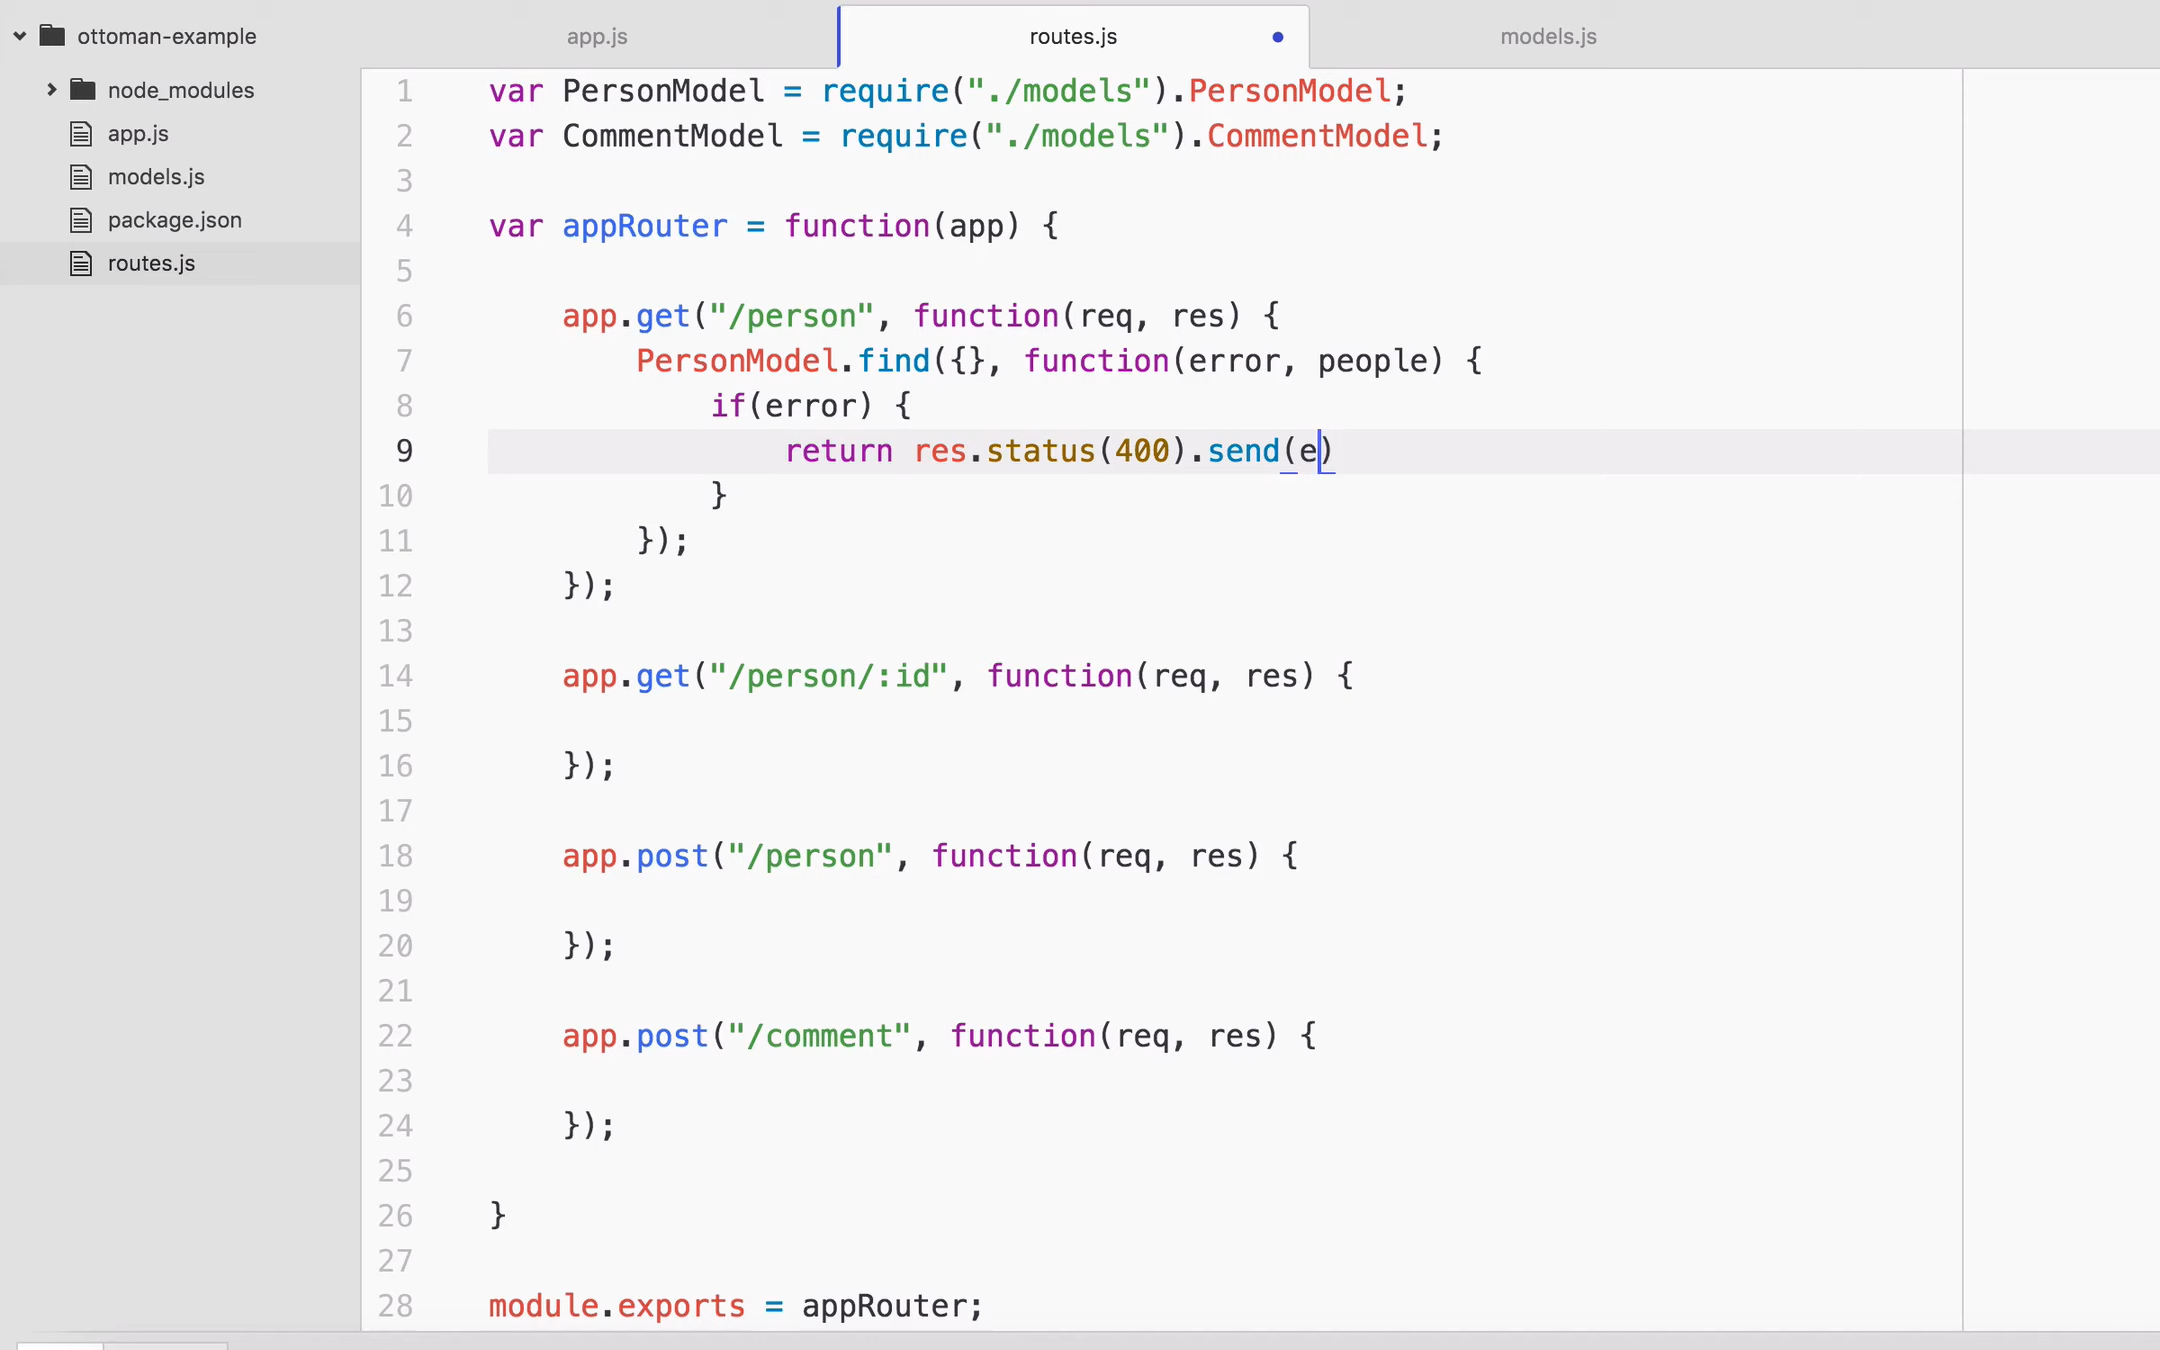 ottoman-example
node_modules
app.js
models.js
package.json
routes.js
app.js
routes.js
models.js
1 var PersonModel = require("./models").PersonModel;
2 var CommentModel = require("./models").CommentModel;
3
4 var appRouter = function(app) {
5
6     app.get("/person", function(req, res) {
7         PersonModel.find({}, function(error, people) {
8             if(error) {
9                 return res.status(400).send(e)
10             }
11         });
12     });
13
14     app.get("/person/:id", function(req, res) {
15
16     });
17
18     app.post("/person", function(req, res) {
19
20     });
21
22     app.post("/comment", function(req, res) {
23
24     });
25
26 }
27
28 module.exports = appRouter;